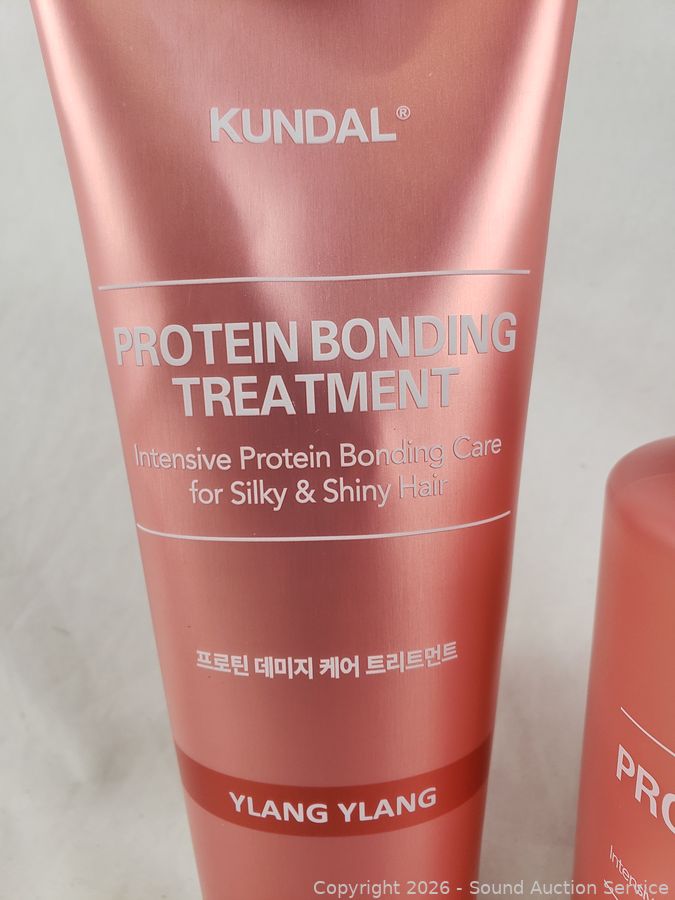 KUNDAL®
PROTEIN BONDING
TREATMENT
Intensive Protein Bonding Care
for Silky & Shiny Hair
프로틴 데미지 케어 트리트먼트
YLANG YLANG
PRO
Intensiv
Copyright 2026 - Sound Auction Service